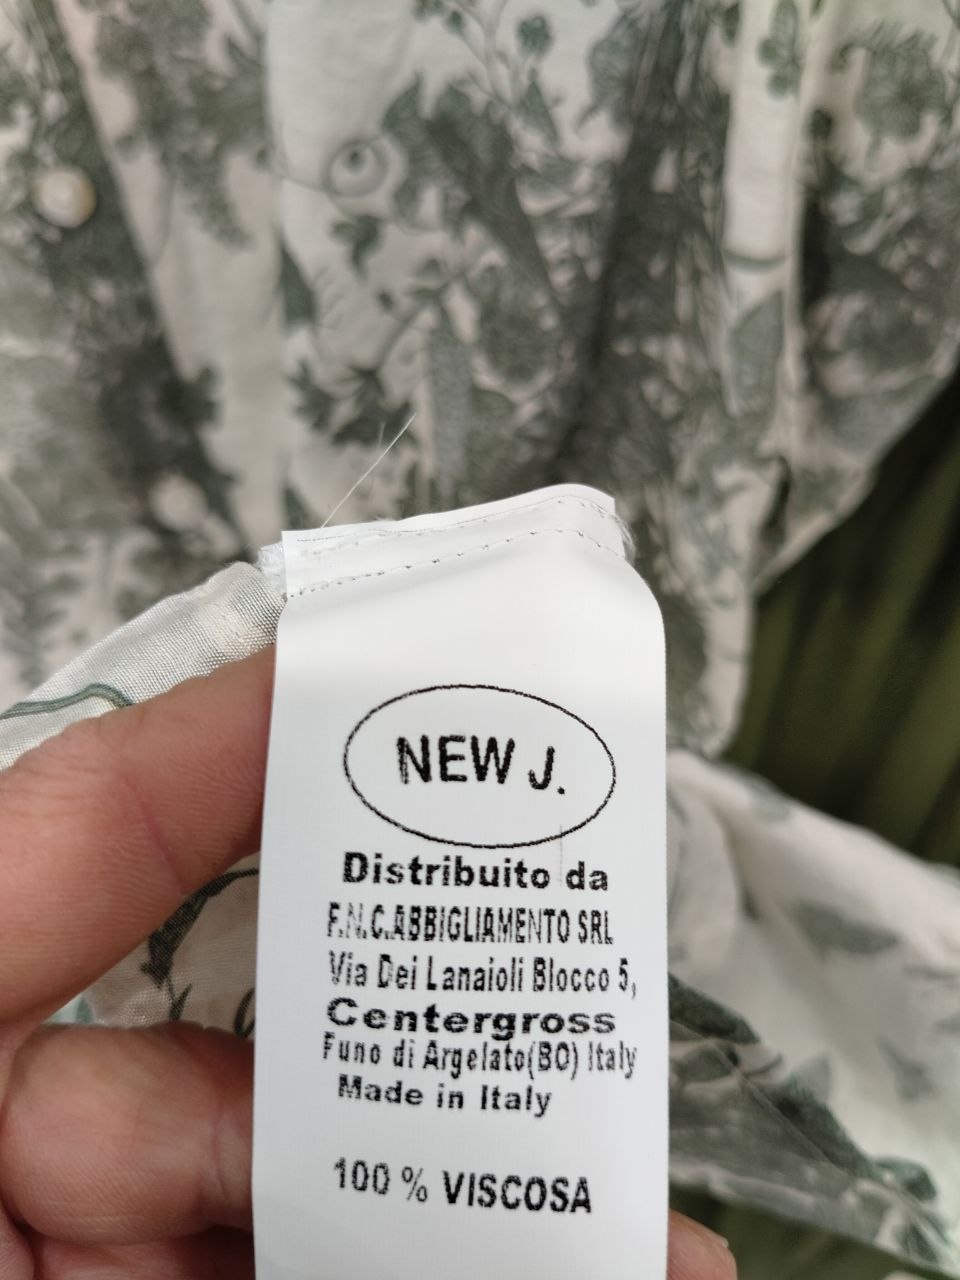 NEW J.
Distribuito da
F.N.C.ABBIGLIAMENTO SRL
Via Dei Lanaioli Blocco 5,
Centergross
Funo di Argelato(BO) Italy
Made in Italy
100 % VISCOSA